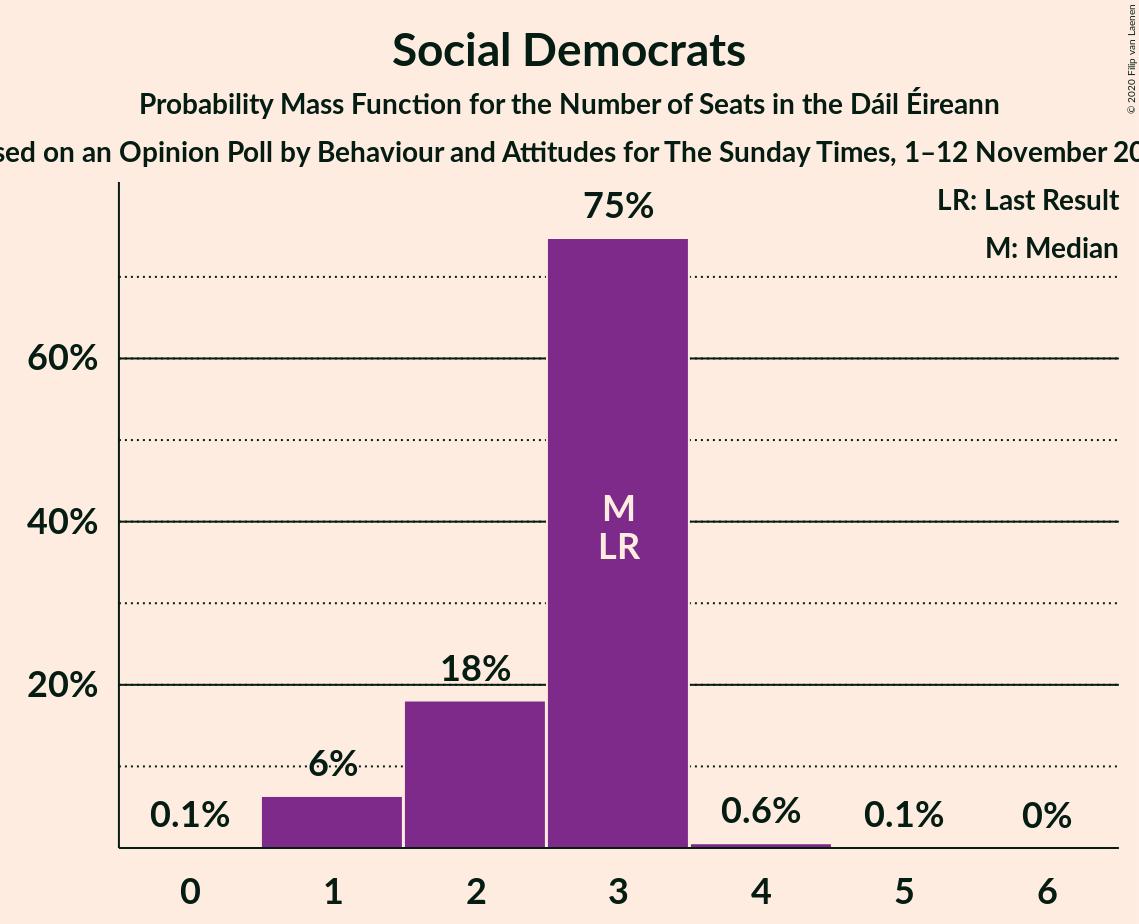 Social Democrats
Probability Mass Function for the Number of Seats in the Dáil Éireann
on an Opinion Poll by Behaviour and Attitudes for The Sunday Times, 1–12 November
© 2020 Filip van Laenen
LR: Last Result
M: Median
75%
60%
M
40%
LR
18%
20%
6%
0.1%
0.6%
0.1%
0%
0 1 2 3 4 5 6